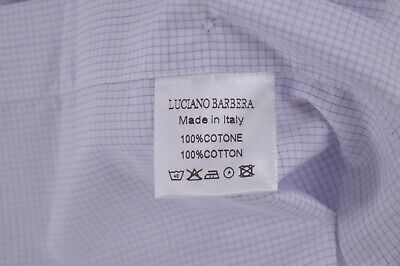 LUCIANO BARBERA
Made in Italy
100%COTONE
100%COTTON